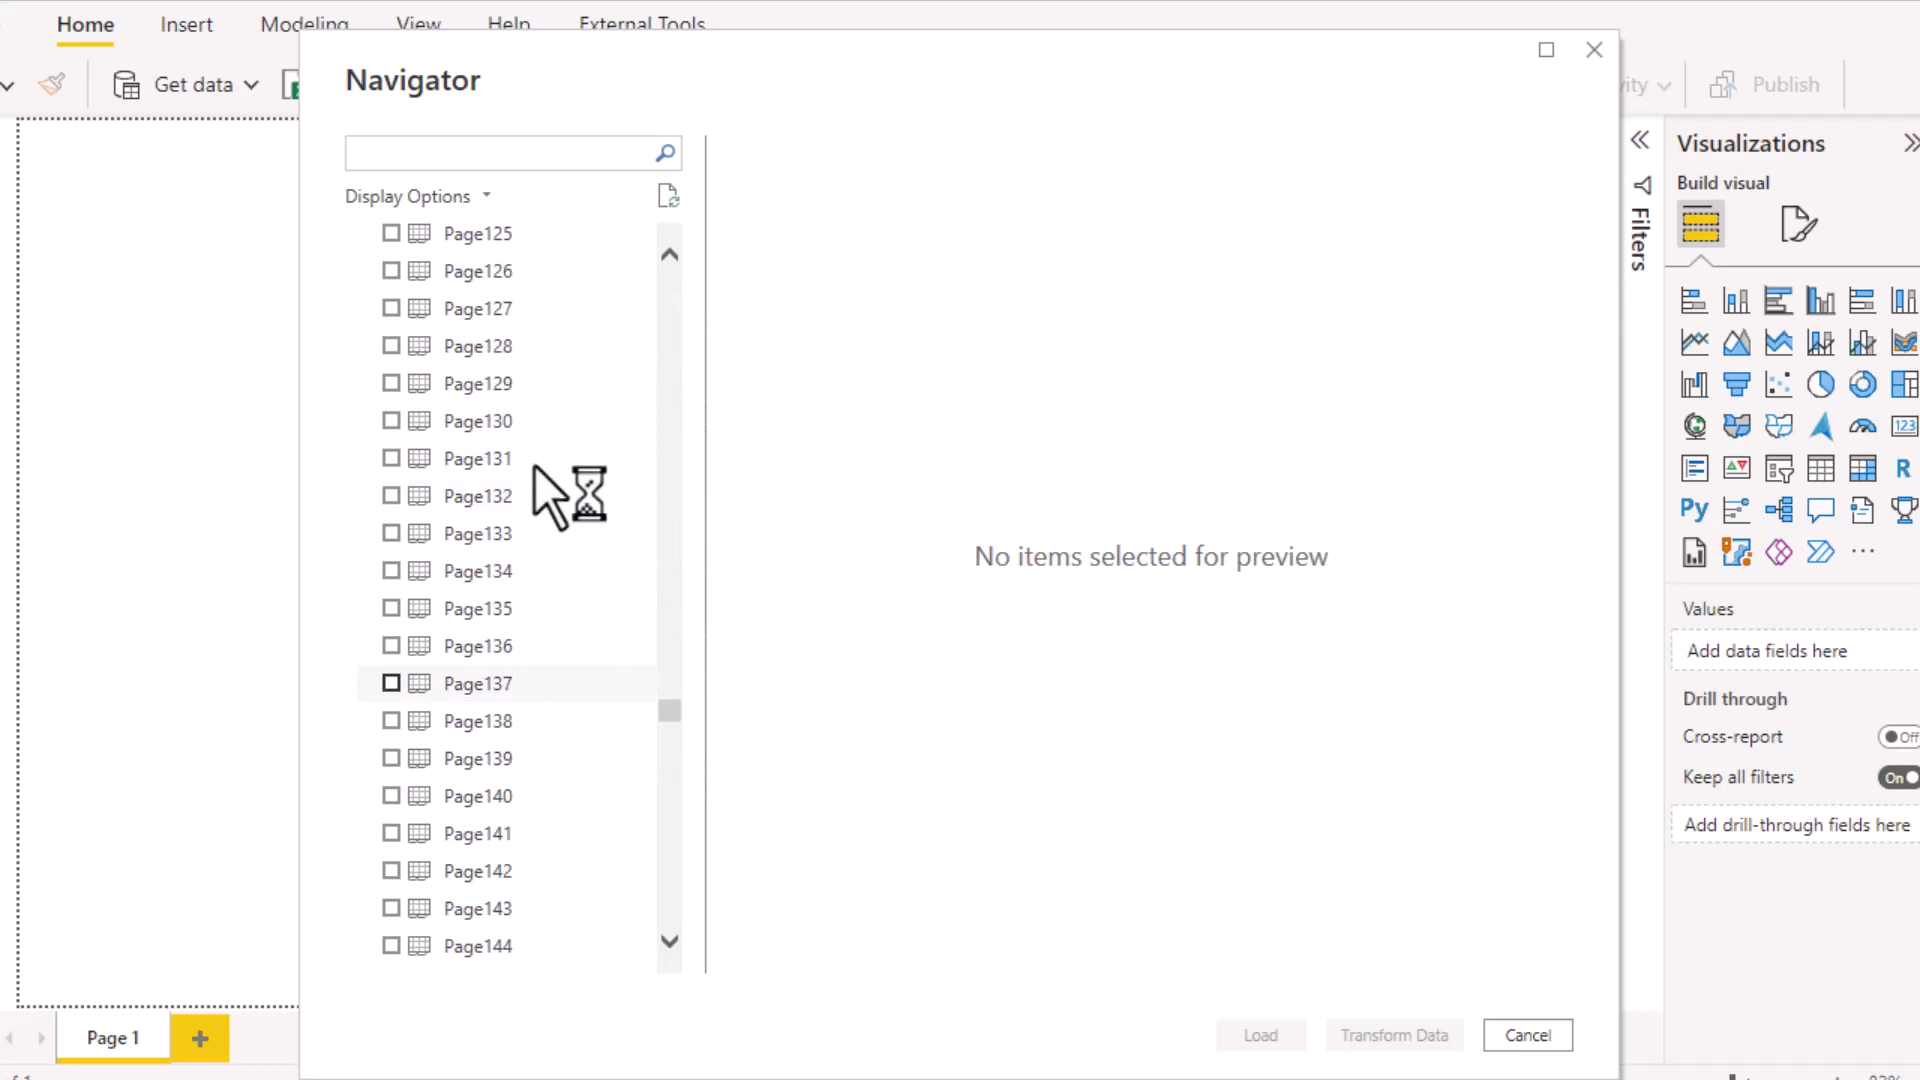 Home Insert Modeling View Help External Tools
Navigator
Get data
Publish
Visualizations
Display Options
Build visual
Filters
Page125
Page126
Page127
Page128
Page129
Page130
Page131
Page132
Page133
Page134
Page135
Page136
Page137
Page138
Page139
Page140
Page141
Page142
Page143
Page144
No items selected for preview
123
R
Py
Values
Add data fields here
Drill through
Cross-report
Off
Keep all filters
On
Add drill-through fields here
Load Transform Data Cancel
Page 1